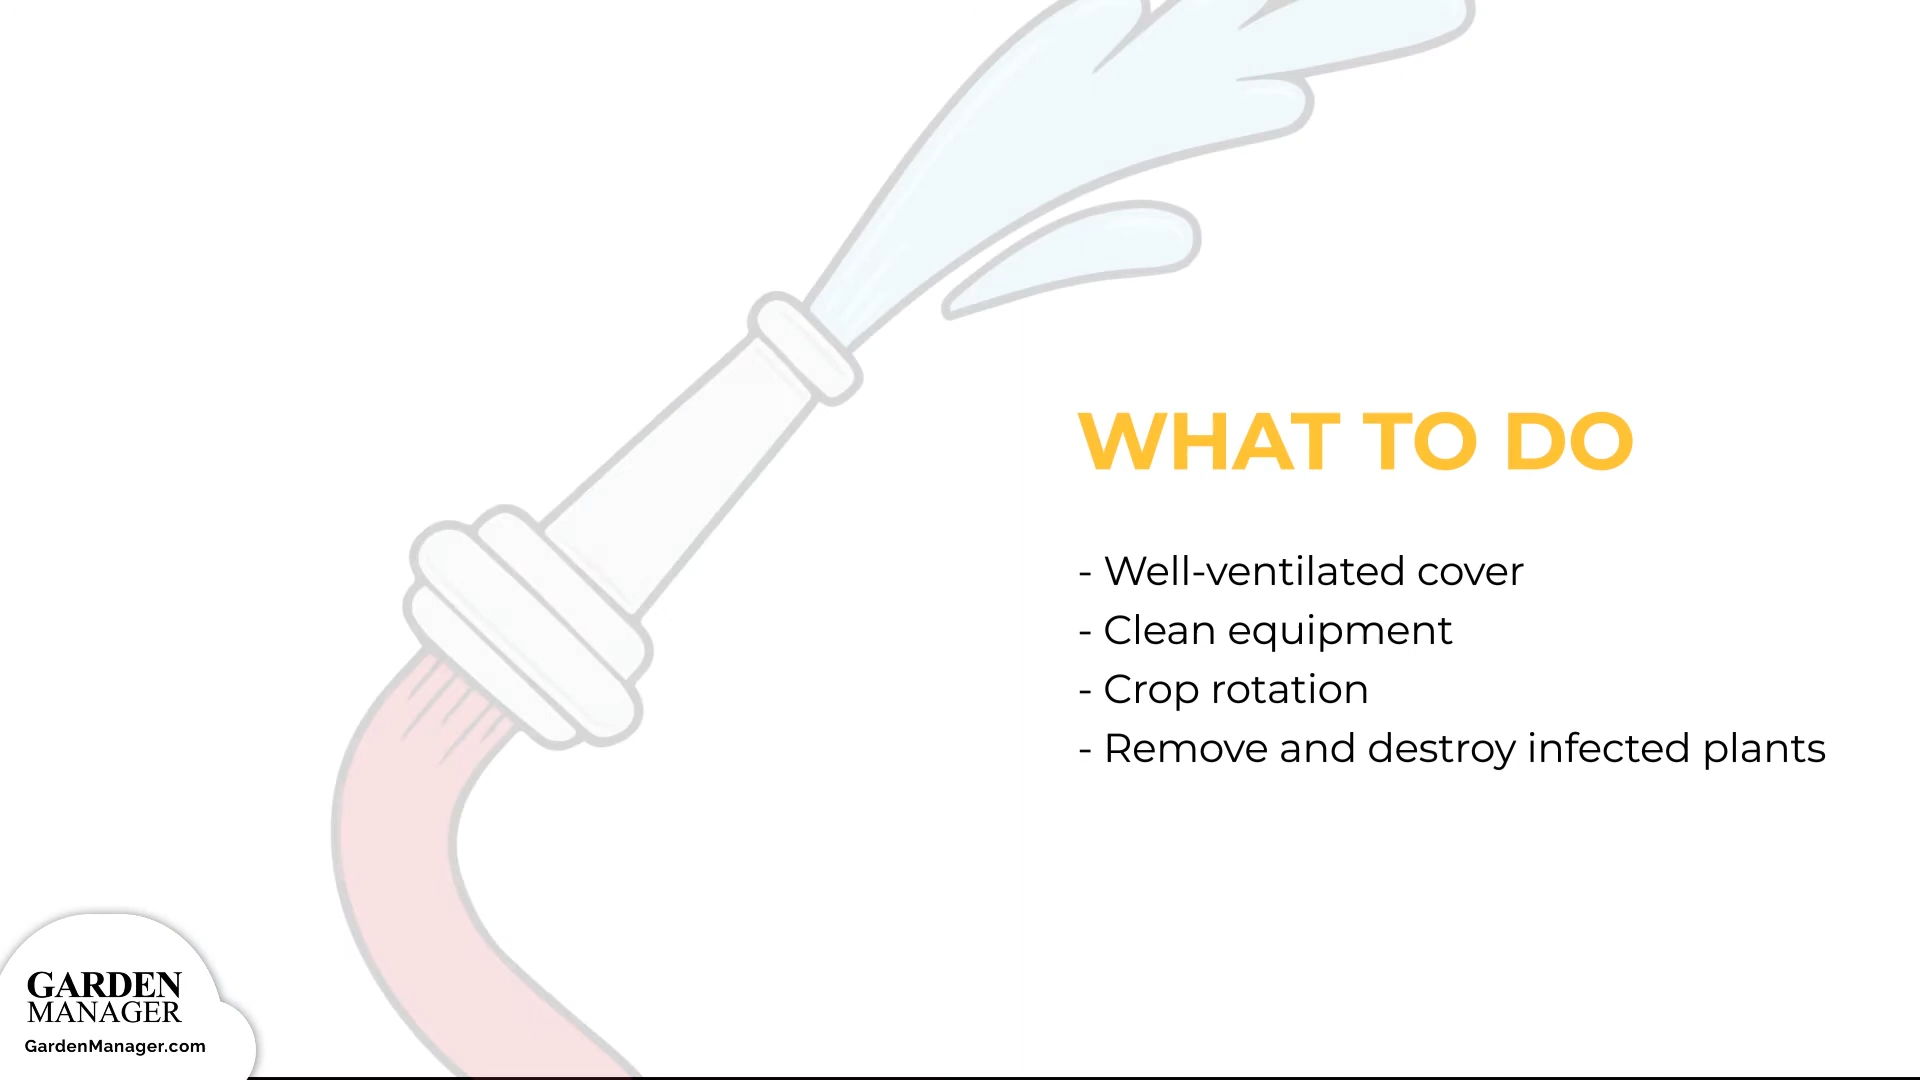 WHAT TO DO
- Well-ventilated cover
- Clean equipment
- Crop rotation
- Remove and destroy infected plants
GARDEN
MANAGER
GardenManager.com